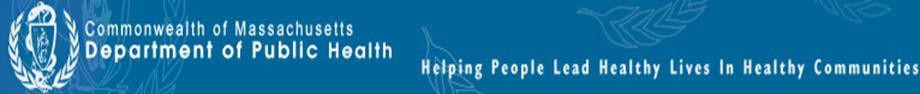 Commonwealth of Massachusetts
Department of Public Health
Helping People Lead Healthy Lives In Healthy Communities